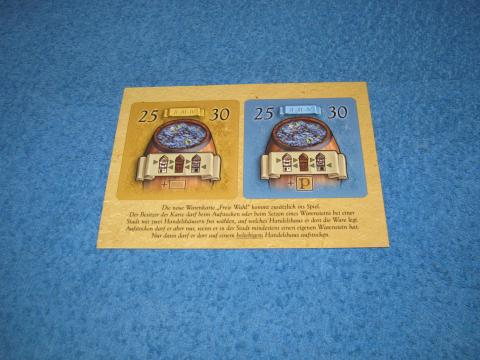 25 30 25 30
+ + P
Die neue Warenkarte „Freie Wahl" kommt zusätzlich ins Spiel.
Der Besitzer der Karte darf beim Aufstocken oder beim Setzen eines Warensteins bei einer
Stadt mit zwei Handelshäusern frei wählen, auf welches Handelshaus er dort die Ware legt.
Aufstocken darf er aber nur, wenn er in der Stadt mindestens einen eigenen Warenstein hat.
Nur dann darf er dort auf einem beliebigen Handelshaus aufstocken.